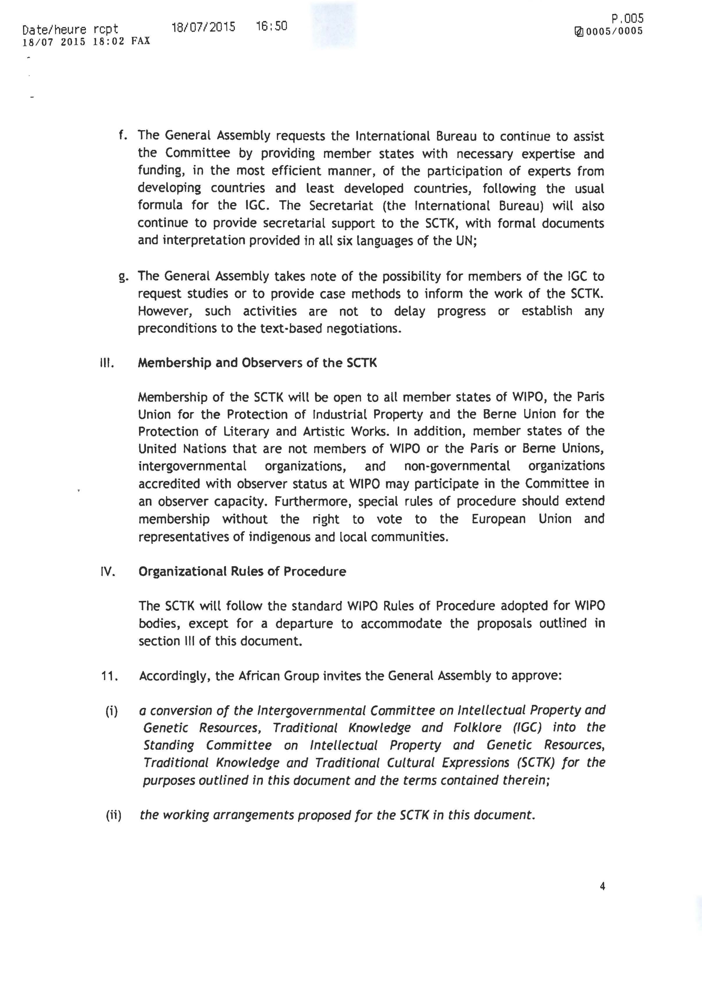 Date/heure rcpt 18/07/2015 16:50 P.005
18/07 2015 18:02 FAX 0005/0005
f. The General Assembly requests the International Bureau to continue to assist
the Committee by providing member states with necessary expertise and
funding, in the most efficient manner, of the participation of experts from
developing countries and least developed countries, following the usual
formula for the IGC. The Secretariat (the International Bureau) will also
continue to provide secretarial support to the SCTK, with formal documents
and interpretation provided in all six languages of the UN;
g. The General Assembly takes note of the possibility for members of the IGC to
request studies or to provide case methods to inform the work of the SCTK.
However, such activities are not to delay progress or establish any
preconditions to the text-based negotiations.
III. Membership and Observers of the SCTK
Membership of the SCTK will be open to all member states of WIPO, the Paris
Union for the Protection of Industrial Property and the Berne Union for the
Protection of Literary and Artistic Works. In addition, member states of the
United Nations that are not members of WIPO or the Paris or Berne Unions,
intergovernmental organizations, and non-governmental organizations
accredited with observer status at WIPO may participate in the Committee in
an observer capacity. Furthermore, special rules of procedure should extend
membership without the right to vote to the European Union and
representatives of indigenous and local communities.
IV. Organizational Rules of Procedure
The SCTK will follow the standard WIPO Rules of Procedure adopted for WIPO
bodies, except for a departure to accommodate the proposals outlined in
section III of this document.
11. Accordingly, the African Group invites the General Assembly to approve:
(i) a conversion of the Intergovernmental Committee on Intellectual Property and
Genetic Resources, Traditional Knowledge and Folklore (IGC) into the
Standing Committee on Intellectual Property and Genetic Resources,
Traditional Knowledge and Traditional Cultural Expressions (SCTK) for the
purposes outlined in this document and the terms contained therein;
(ii) the working arrangements proposed for the SCTK in this document.
4